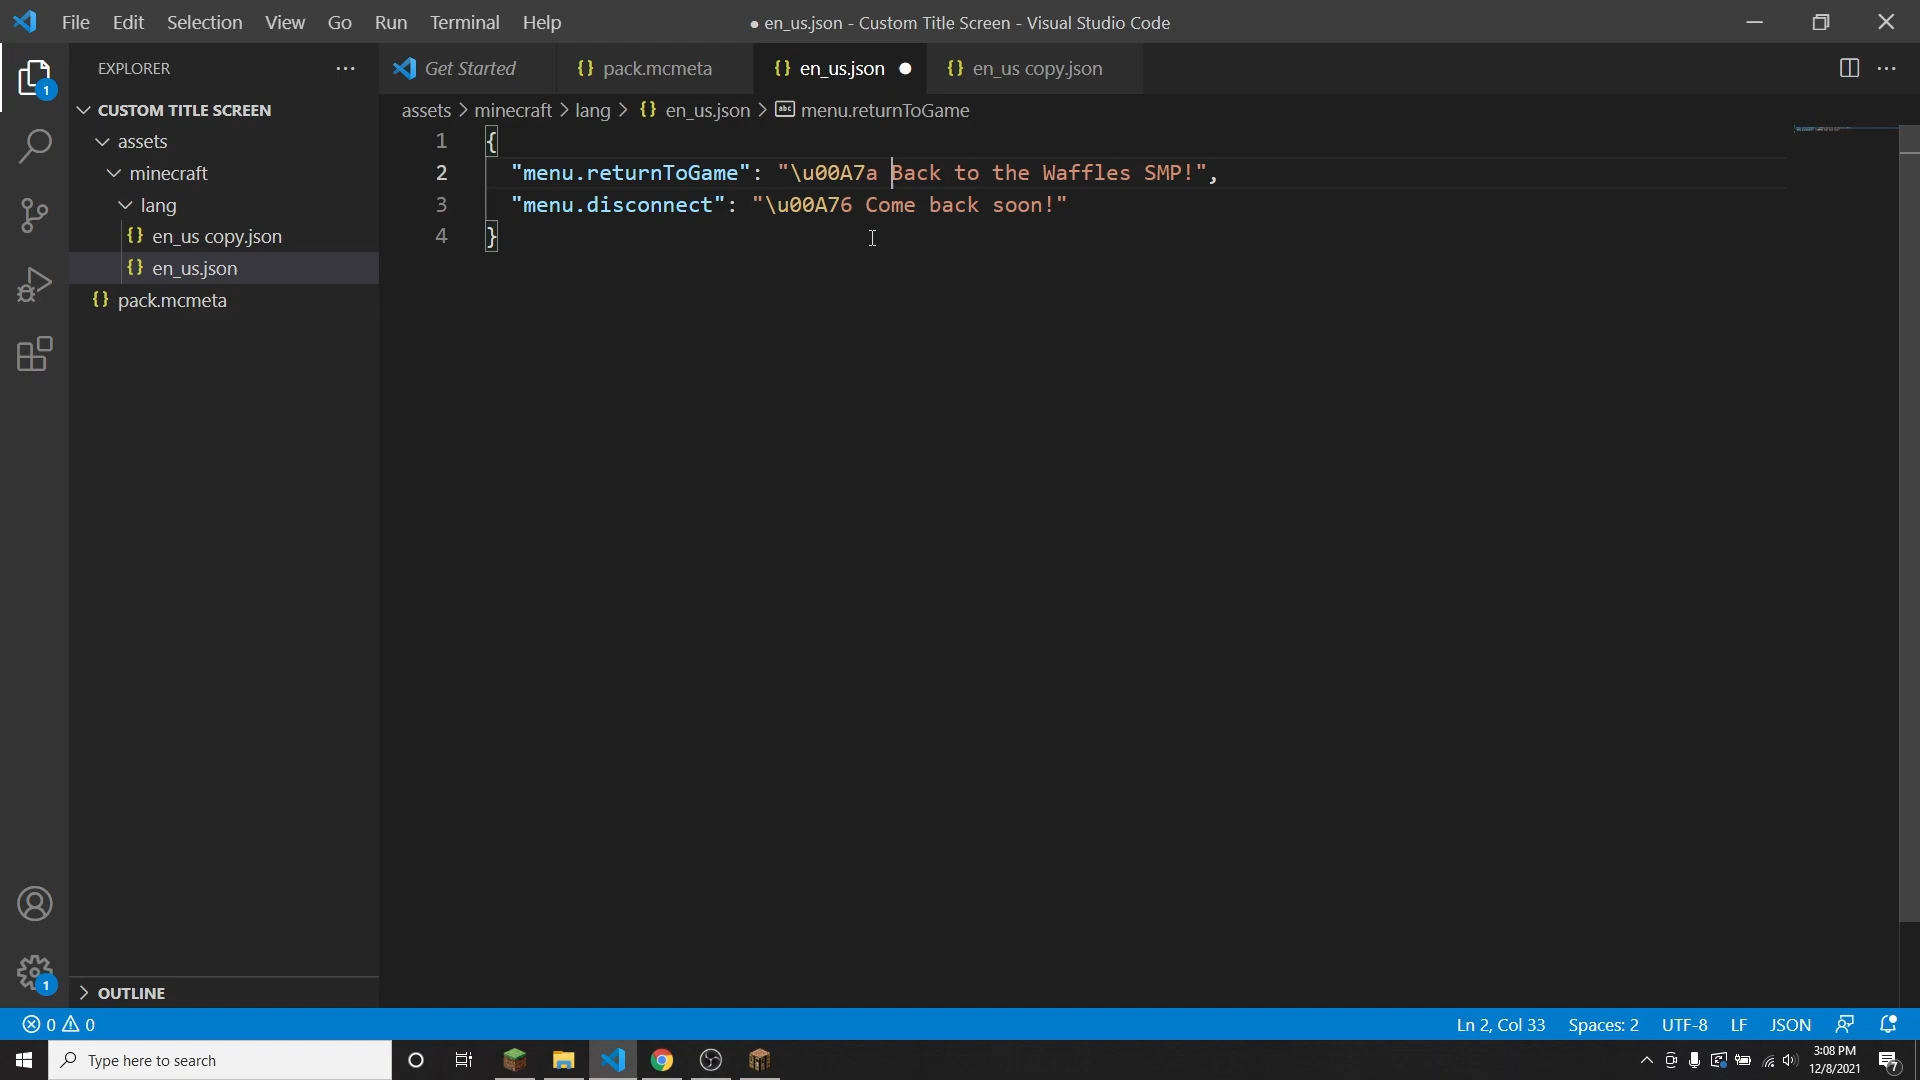 File Edit Selection View Go Run Terminal Help
● en_us.json - Custom Title Screen - Visual Studio Code
EXPLORER
Get Started
{} pack.mcmeta
{} en_us.json ●
{} en_us copy.json
CUSTOM TITLE SCREEN
assets
minecraft
lang
{} en_us copy.json
{} en_us.json
{} pack.mcmeta
OUTLINE
assets > minecraft > lang > {} en_us.json > abc menu.returnToGame
1 {
2 "menu.returnToGame": "\u00A7a Back to the Waffles SMP!",
3 "menu.disconnect": "\u00A76 Come back soon!"
4 }
1
1
0 0
Ln 2, Col 33 Spaces: 2 UTF-8 LF JSON
Type here to search
3:08 PM
12/8/2021
7